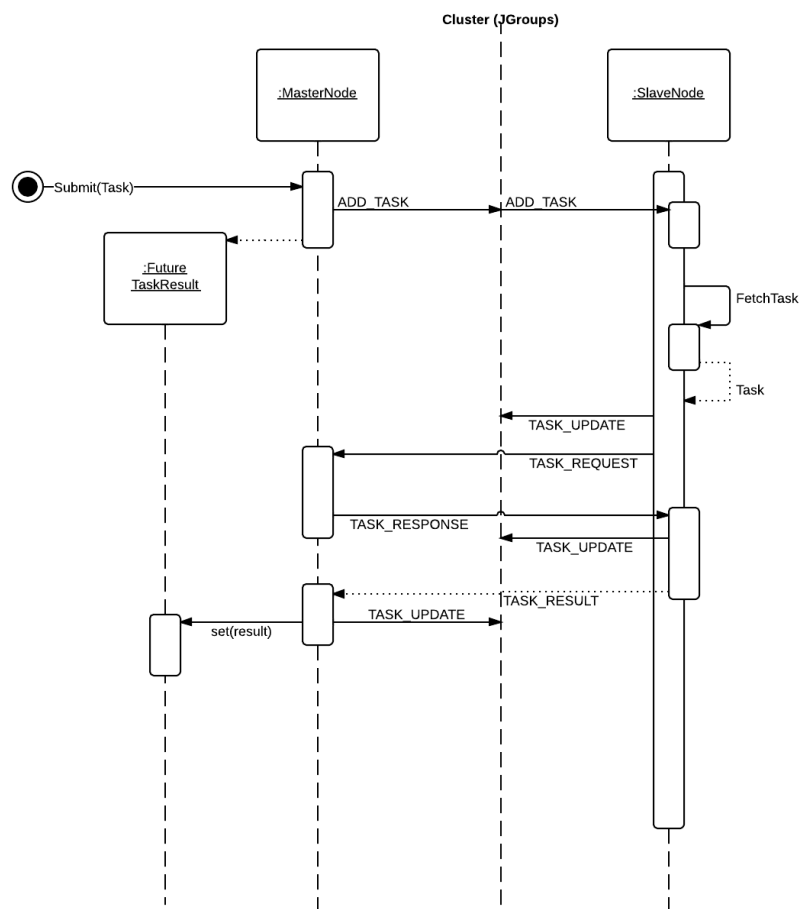 Cluster (JGroups)
:MasterNode
:SlaveNode
Submit(Task)
ADD_TASK
ADD_TASK
:Future
TaskResult
FetchTask
Task
TASK_UPDATE
TASK_REQUEST
TASK_RESPONSE
TASK_UPDATE
TASK_RESULT
TASK_UPDATE
set(result)